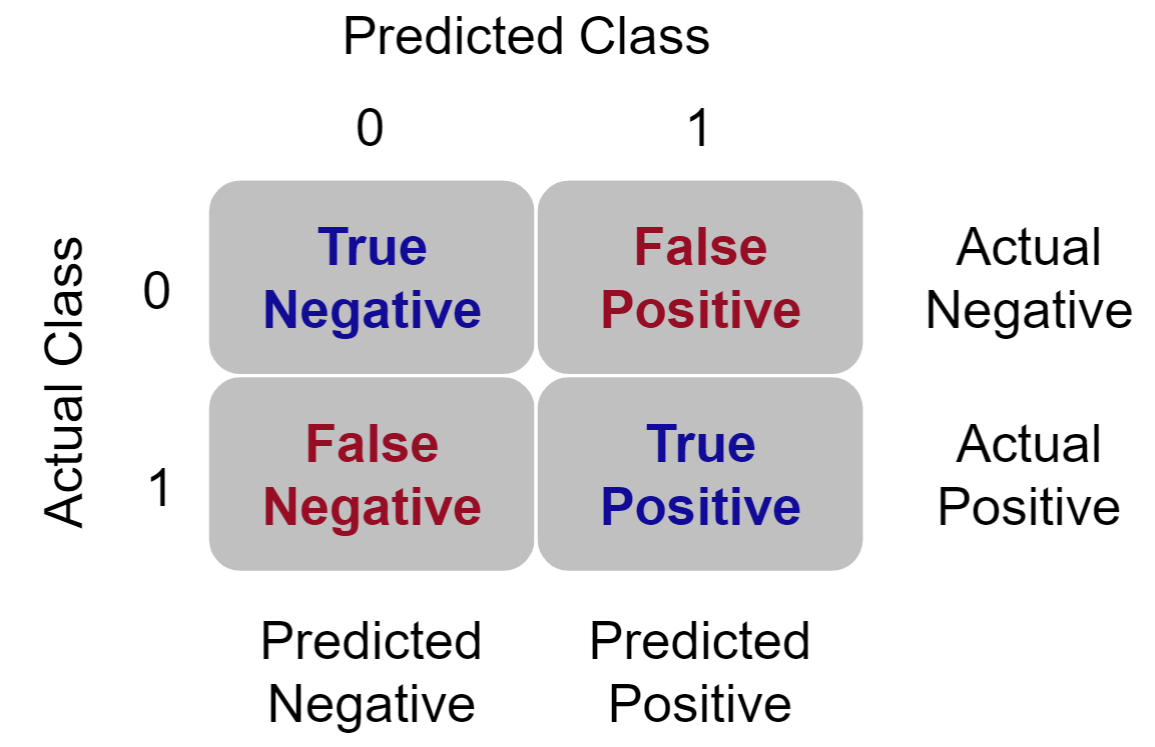 Predicted Class
0 1
Actual Class
0
True
Negative
False
Positive
Actual
Negative
1
False
Negative
True
Positive
Actual
Positive
Predicted
Negative
Predicted
Positive